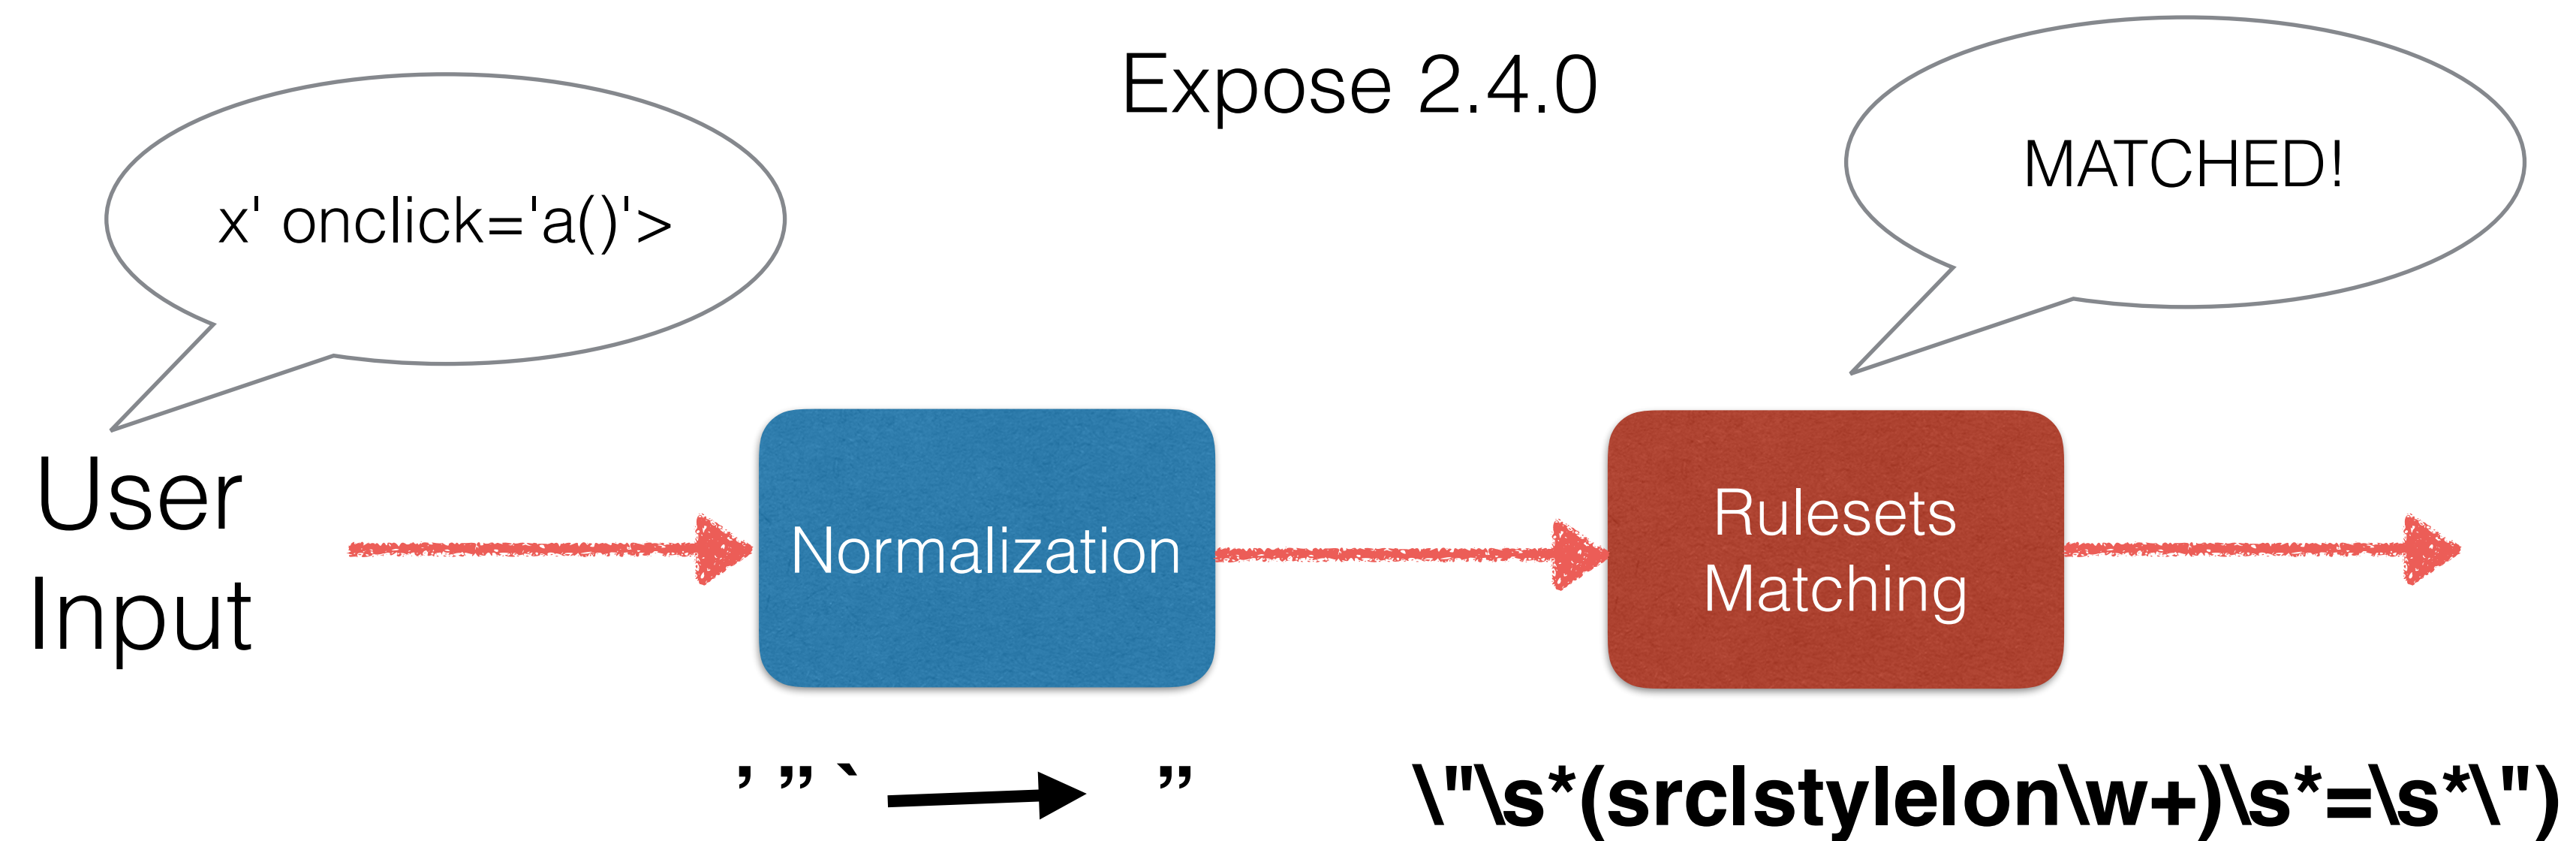 Expose 2.4.0
x' onclick='a()'>
MATCHED!
User
Input
Normalization
Rulesets
Matching
’ ” ` ”
\"\s*(src|style|on\w+)\s*=\s*\")